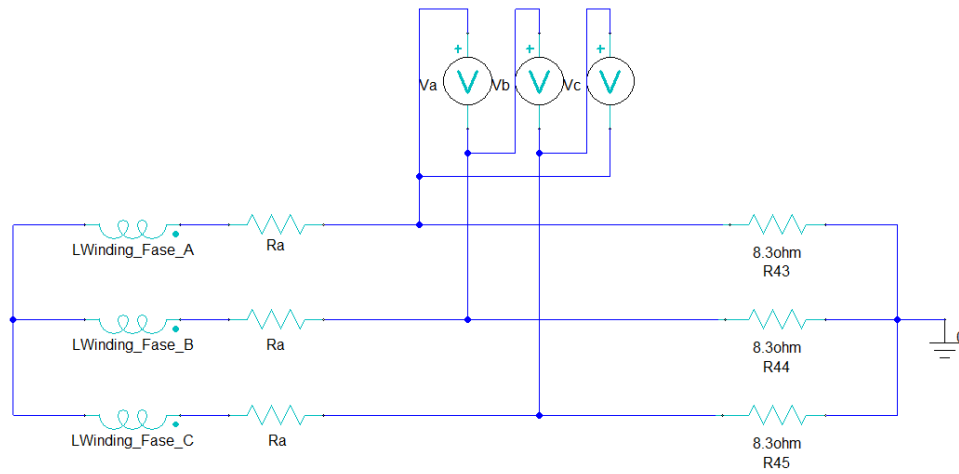 + + +
Va Vb Vc
V V V
LWinding_Fase_A
Ra
8.3ohm
R43
LWinding_Fase_B
Ra
8.3ohm
R44
LWinding_Fase_C
Ra
8.3ohm
R45